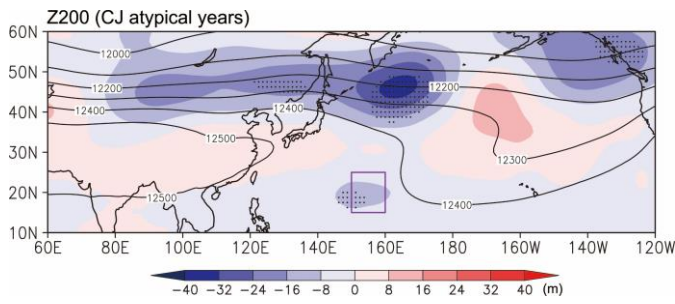 Z200 (CJ atypical years)
60N
50N
40N
30N
20N
10N
12000
12200
12400
12500
12500
12400
12200
12300
12400
60E 80E 100E 120E 140E 160E 180 160W 140W 120W
-40 -32 -24 -16 -8 0 8 16 24 32 40 (m)